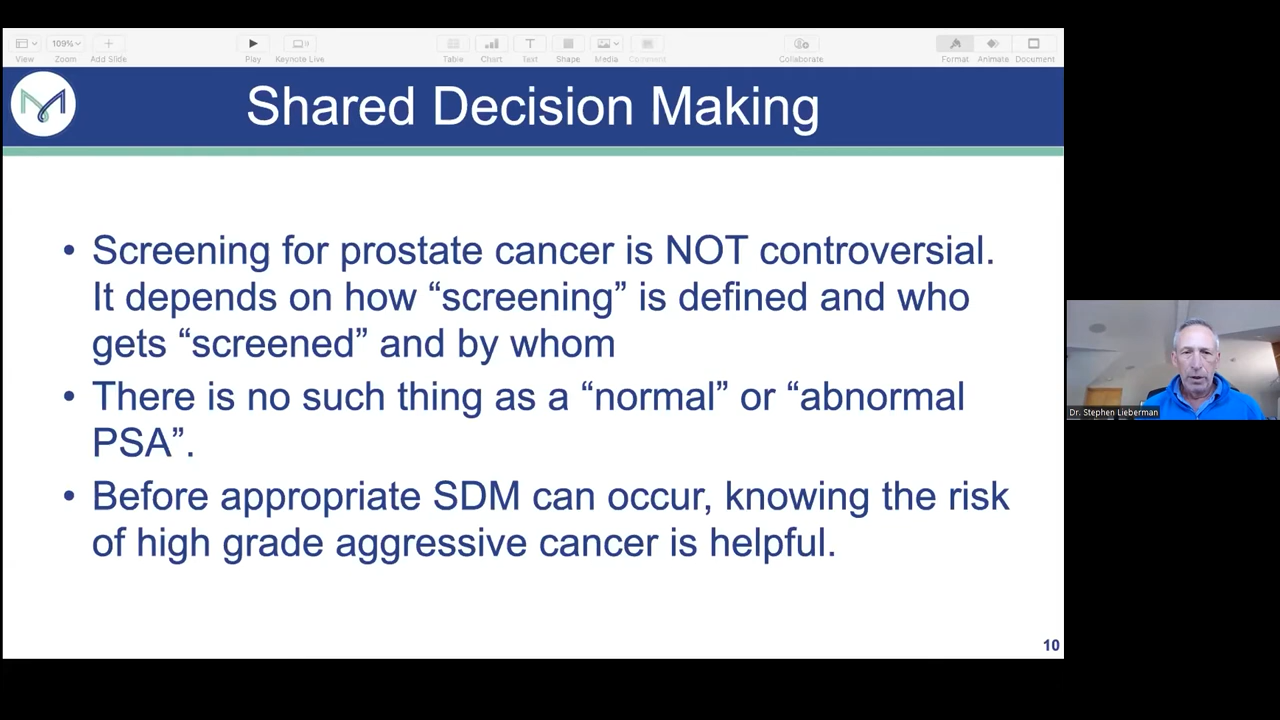 109%
View
Zoom
Add Slide
Play
Keynote Live
Table
Chart
Text
Shape
Media
Comment
Collaborate
Format
Animate
Document
Shared Decision Making
• Screening for prostate cancer is NOT controversial.
It depends on how “screening” is defined and who
gets “screened” and by whom
• There is no such thing as a “normal” or “abnormal
PSA”.
• Before appropriate SDM can occur, knowing the risk
of high grade aggressive cancer is helpful.
10
Dr. Stephen Lieberman